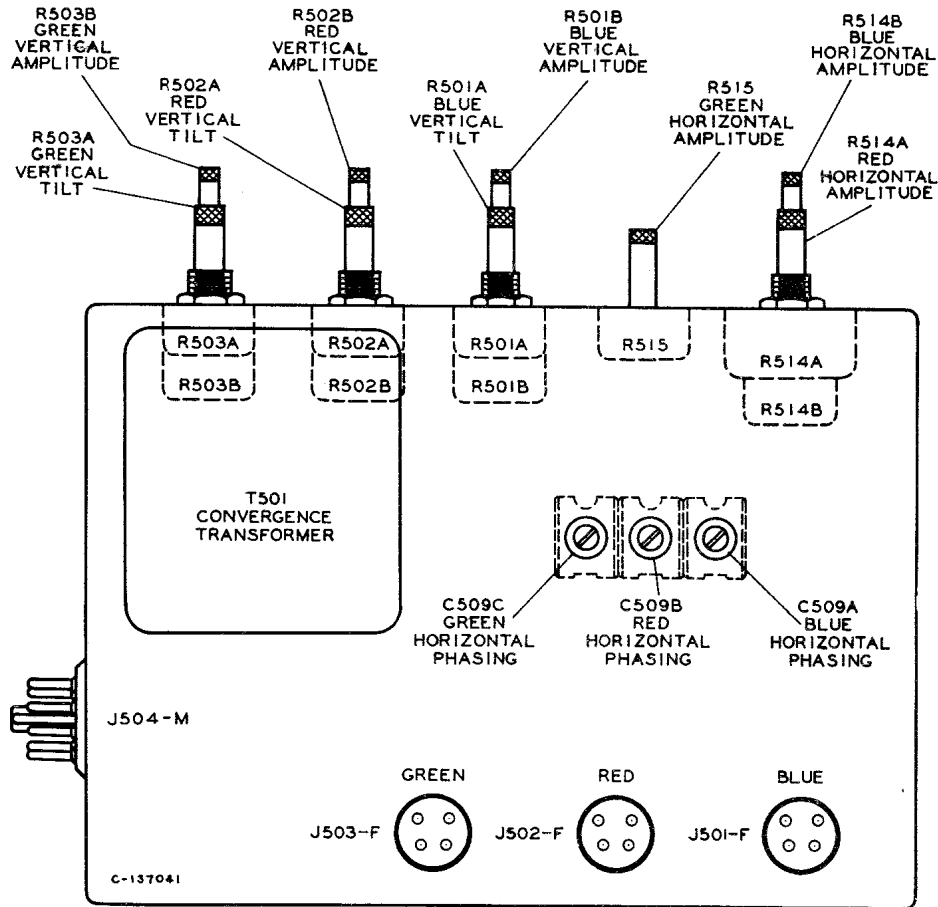 R503B
GREEN
VERTICAL
AMPLITUDE
R502B
RED
VERTICAL
AMPLITUDE
R501B
BLUE
VERTICAL
AMPLITUDE
R514B
BLUE
HORIZONTAL
AMPLITUDE
R503A
GREEN
VERTICAL
TILT
R502A
RED
VERTICAL
TILT
R501A
BLUE
VERTICAL
TILT
R515
GREEN
HORIZONTAL
AMPLITUDE
R514A
RED
HORIZONTAL
AMPLITUDE
R503A
R502A
R501A
R515
R514A
R503B
R502B
R501B
R514B
T501
CONVERGENCE
TRANSFORMER
C509C
GREEN
HORIZONTAL
PHASING
C509B
RED
HORIZONTAL
PHASING
C509A
BLUE
HORIZONTAL
PHASING
J504-M
GREEN
RED
BLUE
J503-F
J502-F
J501-F
C-137041